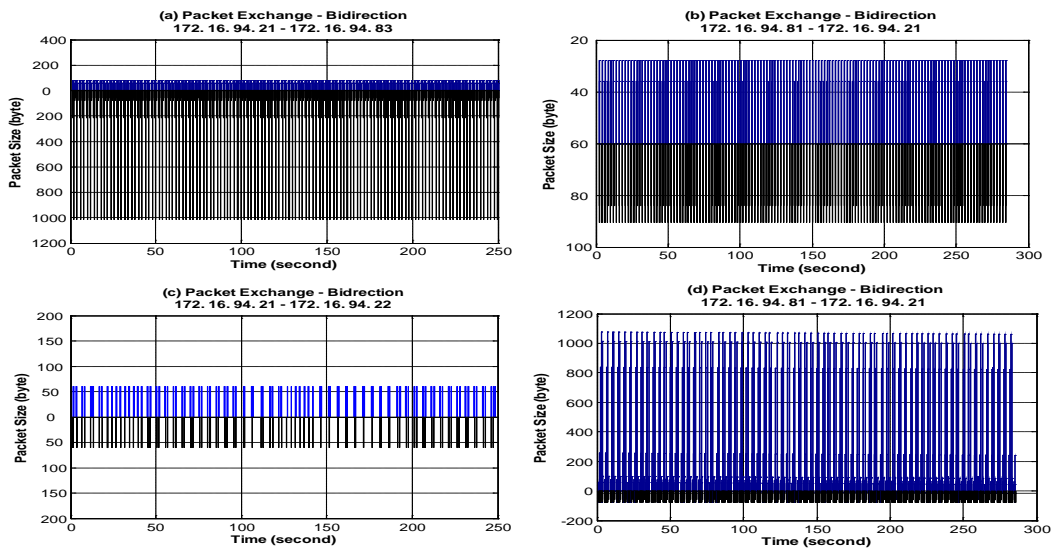 (a) Packet Exchange - Bidirection
172. 16. 94. 21 - 172. 16. 94. 83
400
200
0
200
400
600
800
1000
1200
Packet Size (byte)
0 50 100 150 200 250
Time (second)
(b) Packet Exchange - Bidirection
172. 16. 94. 81 - 172. 16. 94. 21
20
40
60
80
100
Packet Size (byte)
0 50 100 150 200 250 300
Time (second)
(c) Packet Exchange - Bidirection
172. 16. 94. 21 - 172. 16. 94. 22
200
150
100
50
0
50
100
150
200
Packet Size (byte)
0 50 100 150 200 250
Time (second)
(d) Packet Exchange - Bidirection
172. 16. 94. 81 - 172. 16. 94. 21
1200
1000
800
600
400
200
0
-200
Packet Size (byte)
0 50 100 150 200 250 300
Time (second)